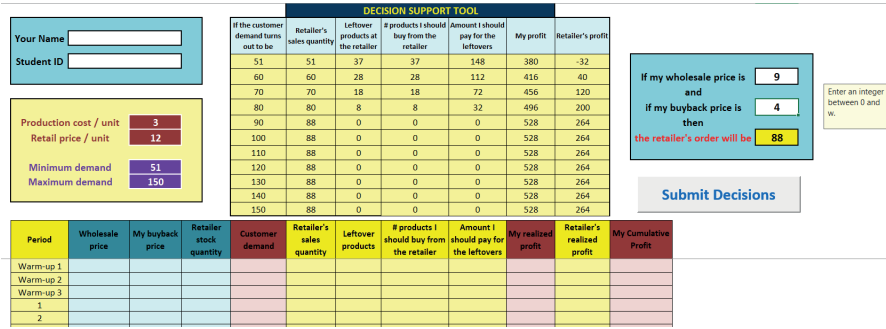 DECISION SUPPORT TOOL
If the customer demand turns out to be | Retailer's sales quantity | Leftover products at the retailer | # products I should buy from the retailer | Amount I should pay for the leftovers | My profit | Retailer's profit
51 51 37 37 148 380 -32
60 60 28 28 112 416 40
70 70 18 18 72 456 120
80 80 8 8 32 496 200
90 88 0 0 0 528 264
100 88 0 0 0 528 264
110 88 0 0 0 528 264
120 88 0 0 0 528 264
130 88 0 0 0 528 264
140 88 0 0 0 528 264
150 88 0 0 0 528 264
Your Name
Student ID
Production cost / unit 3
Retail price / unit 12
Minimum demand 51
Maximum demand 150
If my wholesale price is 9
and
if my buyback price is 4
then
the retailer's order will be 88
Enter an integer
between 0 and
w.
Submit Decisions
Period | Wholesale price | My buyback price | Retailer stock quantity | Customer demand | Retailer's sales quantity | Leftover products | # products I should buy from the retailer | Amount I should pay for the leftovers | My realized profit | Retailer's realized profit | My Cumulative Profit
Warm-up 1
Warm-up 2
Warm-up 3
1
2